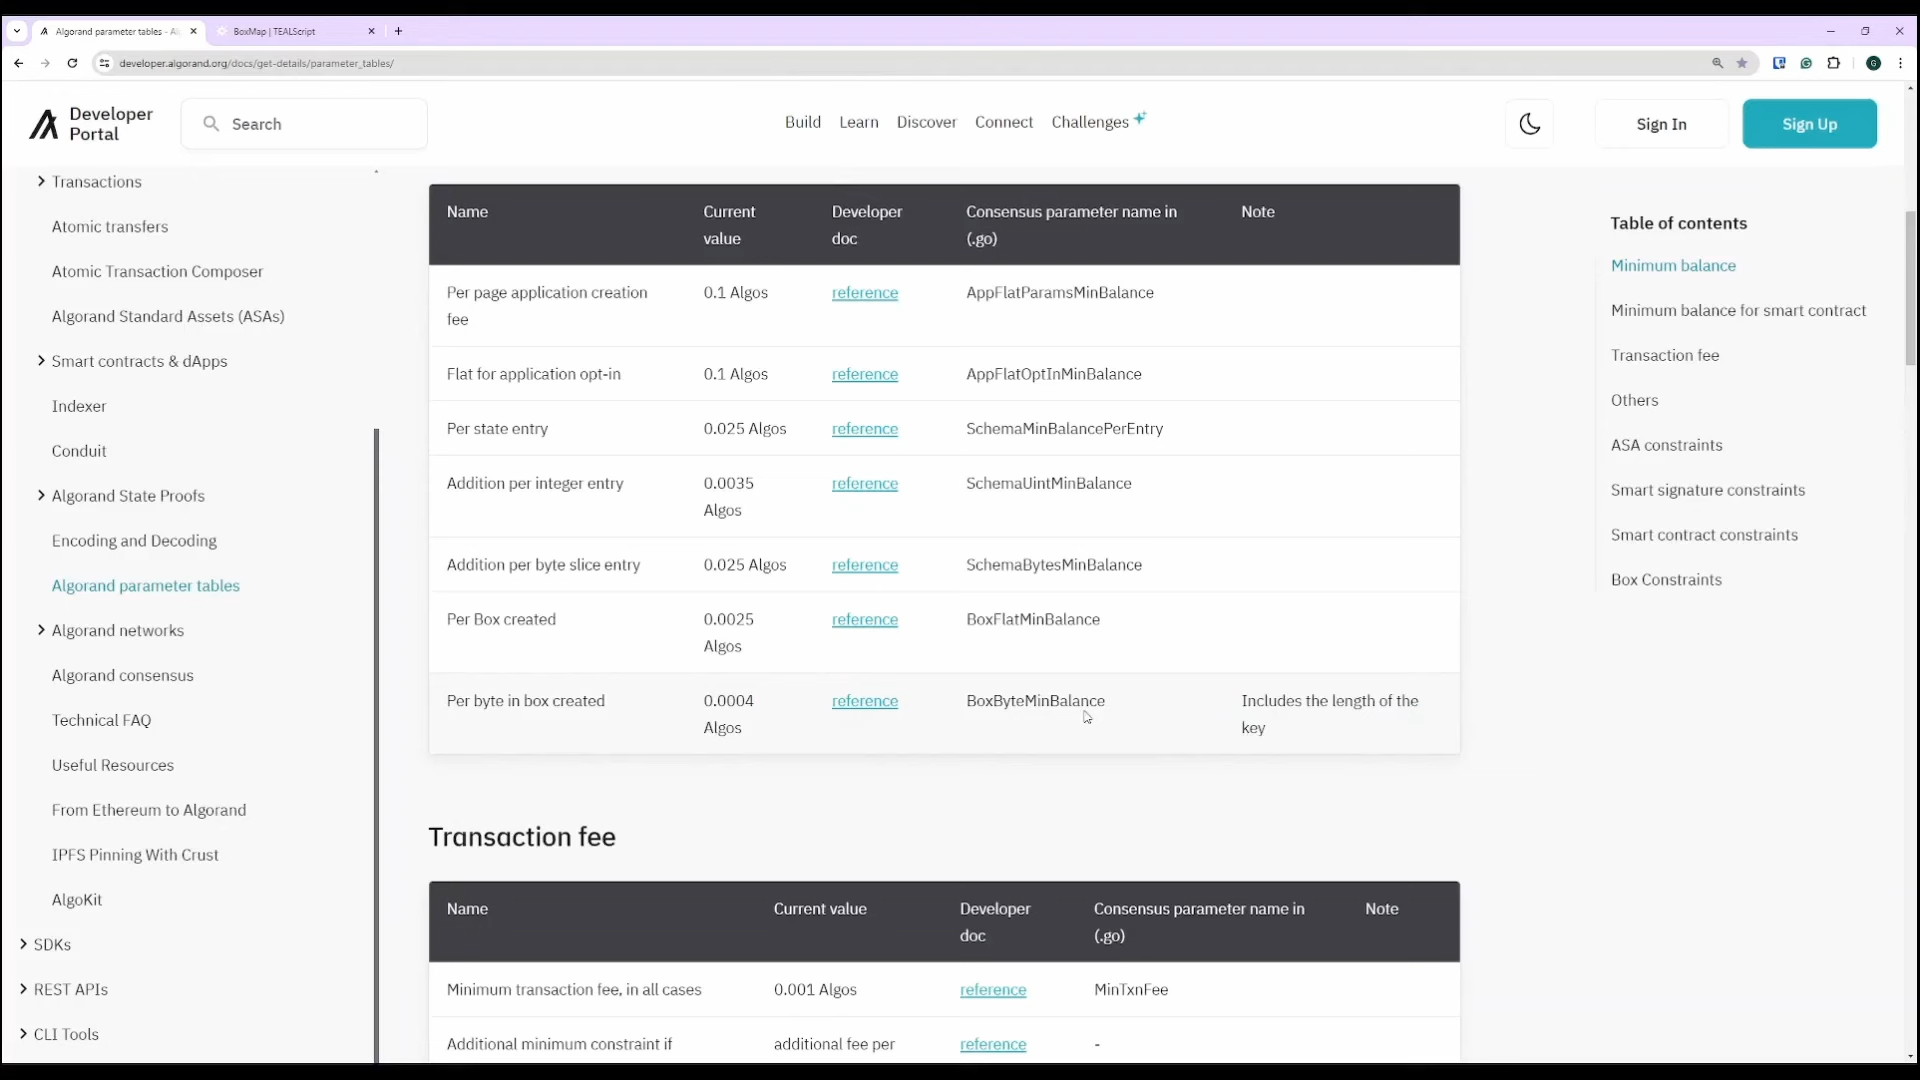 Algorand parameter tables - Al
BoxMap | TEALScript
developer.algorand.org/docs/get-details/parameter_tables/
G
Developer
Portal
Search
Build
Learn
Discover
Connect
Challenges
Sign In
Sign Up
Transactions
Atomic transfers
Atomic Transaction Composer
Algorand Standard Assets (ASAs)
Smart contracts & dApps
Indexer
Conduit
Algorand State Proofs
Encoding and Decoding
Algorand parameter tables
Algorand networks
Algorand consensus
Technical FAQ
Useful Resources
From Ethereum to Algorand
IPFS Pinning With Crust
AlgoKit
SDKs
REST APIs
CLI Tools
Name
Current
value
Developer
doc
Consensus parameter name in
(.go)
Note
Per page application creation
fee
0.1 Algos
reference
AppFlatParamsMinBalance
Flat for application opt-in
0.1 Algos
reference
AppFlatOptInMinBalance
Per state entry
0.025 Algos
reference
SchemaMinBalancePerEntry
Addition per integer entry
0.0035
Algos
reference
SchemaUintMinBalance
Addition per byte slice entry
0.025 Algos
reference
SchemaBytesMinBalance
Per Box created
0.0025
Algos
reference
BoxFlatMinBalance
Per byte in box created
0.0004
Algos
reference
BoxByteMinBalance
Includes the length of the
key
Transaction fee
Name
Current value
Developer
doc
Consensus parameter name in
(.go)
Note
Minimum transaction fee, in all cases
0.001 Algos
reference
MinTxnFee
Additional minimum constraint if
additional fee per
reference
-
Table of contents
Minimum balance
Minimum balance for smart contract
Transaction fee
Others
ASA constraints
Smart signature constraints
Smart contract constraints
Box Constraints